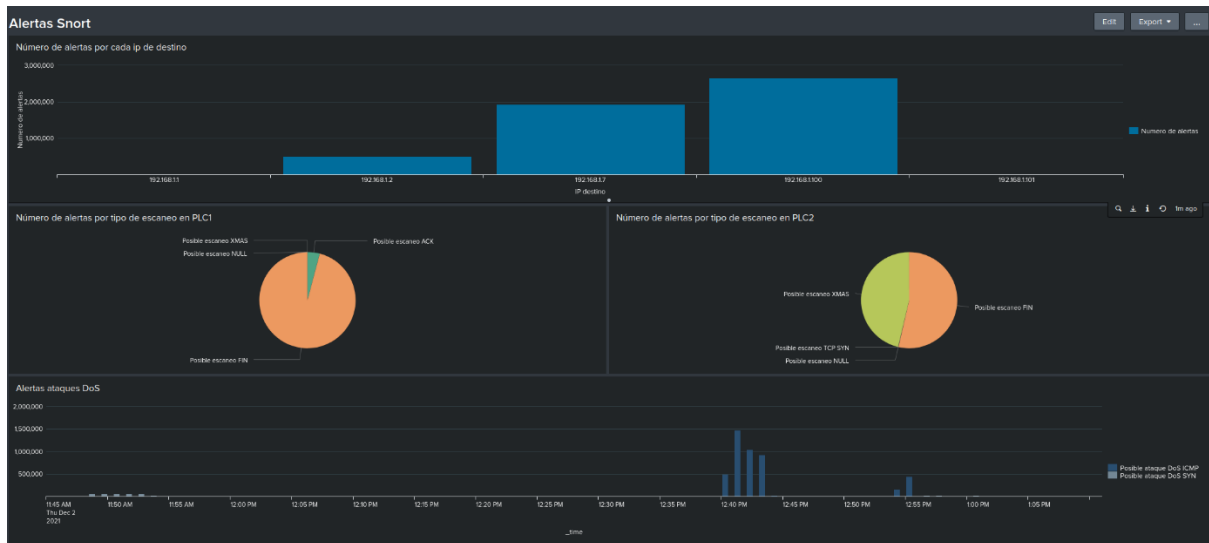 Alertas Snort
Edit
Export
...
Número de alertas por cada ip de destino
3,000,000
2,000,000
1,000,000
Numero de alertas
192.168.1.1
192.168.1.2
192.168.1.7
192.168.1.100
192.168.1.101
IP destino
Numero de alertas
1m ago
Número de alertas por tipo de escaneo en PLC1
Posible escaneo XMAS
Posible escaneo NULL
Posible escaneo ACK
Posible escaneo FIN
Número de alertas por tipo de escaneo en PLC2
Posible escaneo XMAS
Posible escaneo FIN
Posible escaneo TCP SYN
Posible escaneo NULL
Alertas ataques DoS
2,000,000
1,500,000
1,000,000
500,000
11:45 AM
Thu Dec 2
2021
11:50 AM
11:55 AM
12:00 PM
12:05 PM
12:10 PM
12:15 PM
12:20 PM
12:25 PM
12:30 PM
12:35 PM
12:40 PM
12:45 PM
12:50 PM
12:55 PM
1:00 PM
1:05 PM
_time
Posible ataque DoS ICMP
Posible ataque DoS SYN